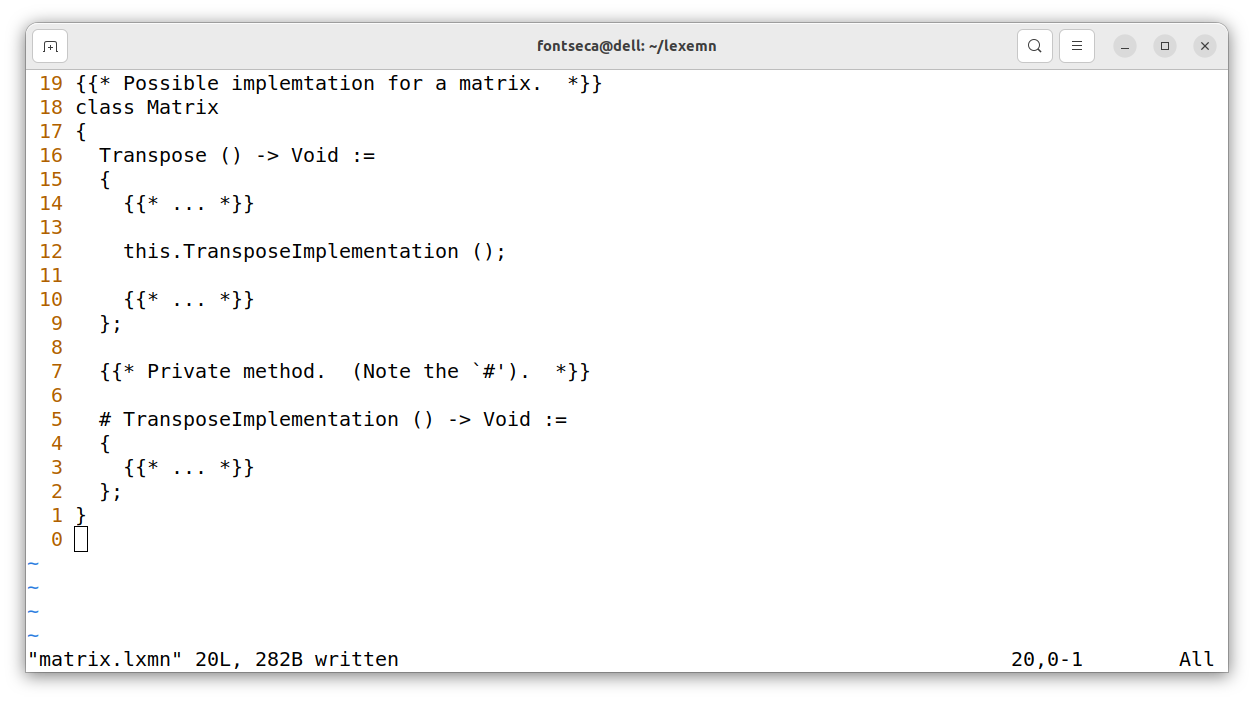 fontseca@dell: ~/lexemn
19 {{* Possible implemtation for a matrix.  *}}
18 class Matrix
17 {
16   Transpose () -> Void :=
15   {
14     {{* ... *}}
13
12     this.TransposeImplementation ();
11
10     {{* ... *}}
9   };
8
7   {{* Private method.  (Note the `#').  *}}
6
5   # TransposeImplementation () -> Void :=
4   {
3     {{* ... *}}
2   };
1 }
0
~
~
~
~
"matrix.lxmn" 20L, 282B written 20,0-1 All